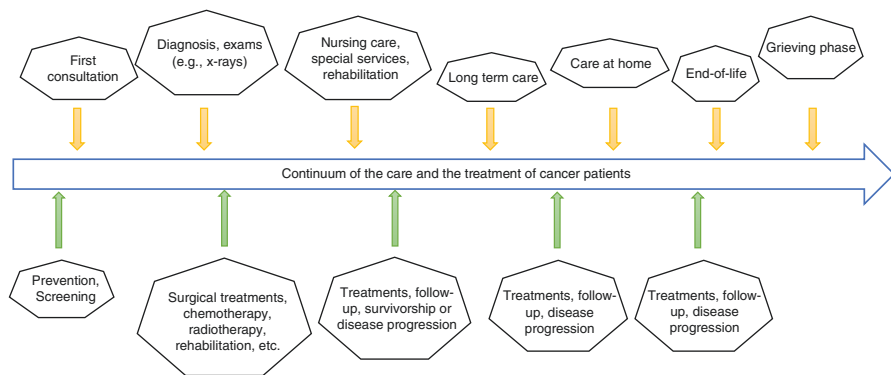 First
consultation
Diagnosis, exams
(e.g., x-rays)
Nursing care,
special services,
rehabilitation
Long term care
Care at home
End-of-life
Grieving phase
Continuum of the care and the treatment of cancer patients
Prevention,
Screening
Surgical treatments,
chemotherapy,
radiotherapy,
rehabilitation, etc.
Treatments, follow-
up, survivorship or
disease progression
Treatments, follow-
up, disease
progression
Treatments, follow-
up, disease
progression